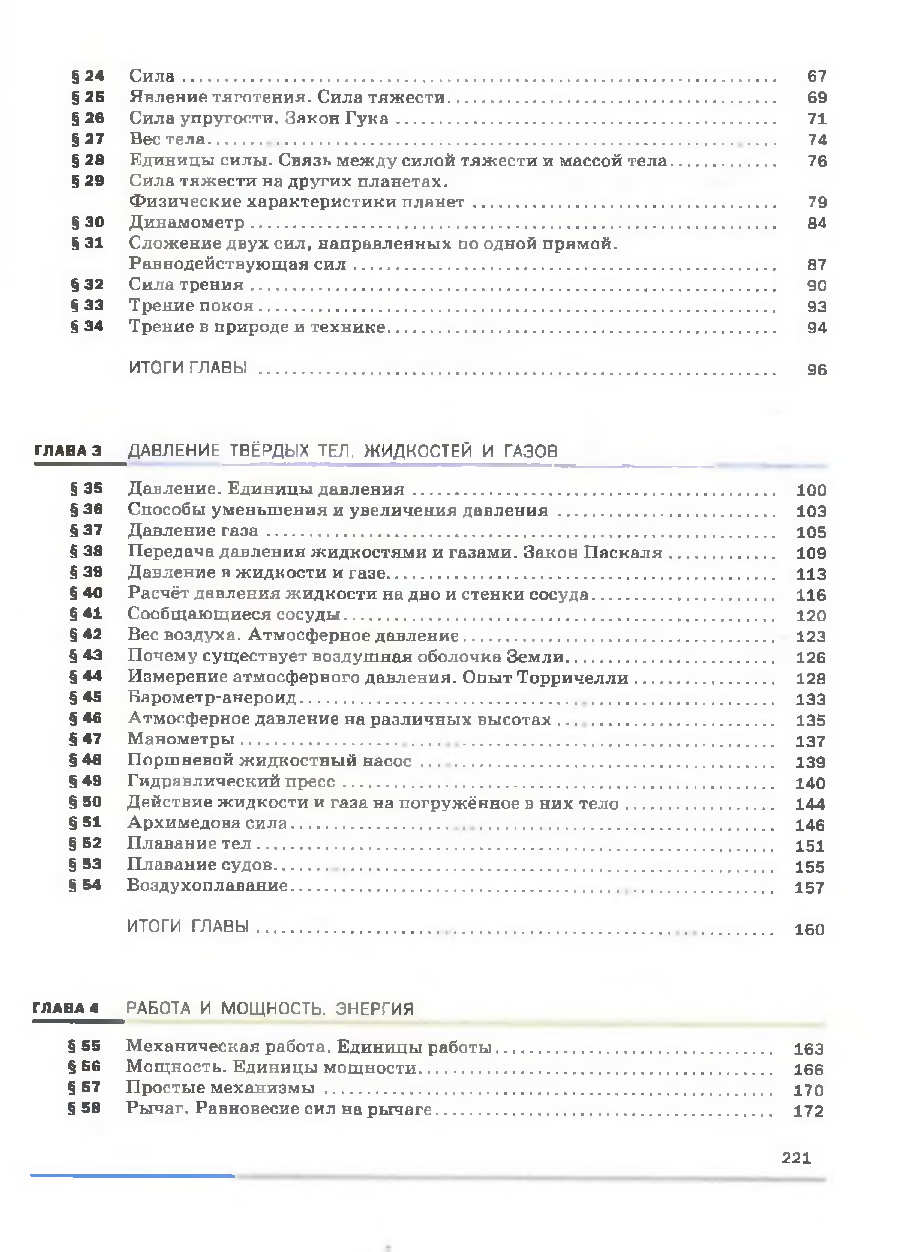 § 24 Сила 67
§ 25 Явление тяготения. Сила тяжести 69
§ 26 Сила упругости. Закон Гука 71
§ 27 Вес тела 74
§ 28 Единицы силы. Связь между силой тяжести и массой тела 76
§ 29 Сила тяжести на других планетах.
Физические характеристики планет 79
§ 30 Динамометр 84
§ 31 Сложение двух сил, направленных по одной прямой.
Равнодействующая сил 87
§ 32 Сила трения 90
§ 33 Трение покоя 93
§ 34 Трение в природе и технике 94
ИТОГИ ГЛАВЫ 96
ГЛАВА 3 ДАВЛЕНИЕ ТВЁРДЫХ ТЕЛ, ЖИДКОСТЕЙ И ГАЗОВ
§ 35 Давление. Единицы давления 100
§ 36 Способы уменьшения и увеличения давления 103
§ 37 Давление газа 105
§ 38 Передача давления жидкостями и газами. Закон Паскаля 109
§ 39 Давление в жидкости и газе 113
§ 40 Расчёт давления жидкости на дно и стенки сосуда 116
§ 41 Сообщающиеся сосуды 120
§ 42 Вес воздуха. Атмосферное давление 123
§ 43 Почему существует воздушная оболочка Земли 126
§ 44 Измерение атмосферного давления. Опыт Торричелли 128
§ 45 Барометр-анероид 133
§ 46 Атмосферное давление на различных высотах 135
§ 47 Манометры 137
§ 48 Поршневой жидкостный насос 139
§ 49 Гидравлический пресс 140
§ 50 Действие жидкости и газа на погружённое в них тело 144
§ 51 Архимедова сила 146
§ 52 Плавание тел 151
§ 53 Плавание судов 155
§ 54 Воздухоплавание 157
ИТОГИ ГЛАВЫ 160
ГЛАВА 4 РАБОТА И МОЩНОСТЬ. ЭНЕРГИЯ
§ 55 Механическая работа. Единицы работы 163
§ 56 Мощность. Единицы мощности 166
§ 57 Простые механизмы 170
§ 58 Рычаг. Равновесие сил на рычаге 172
221